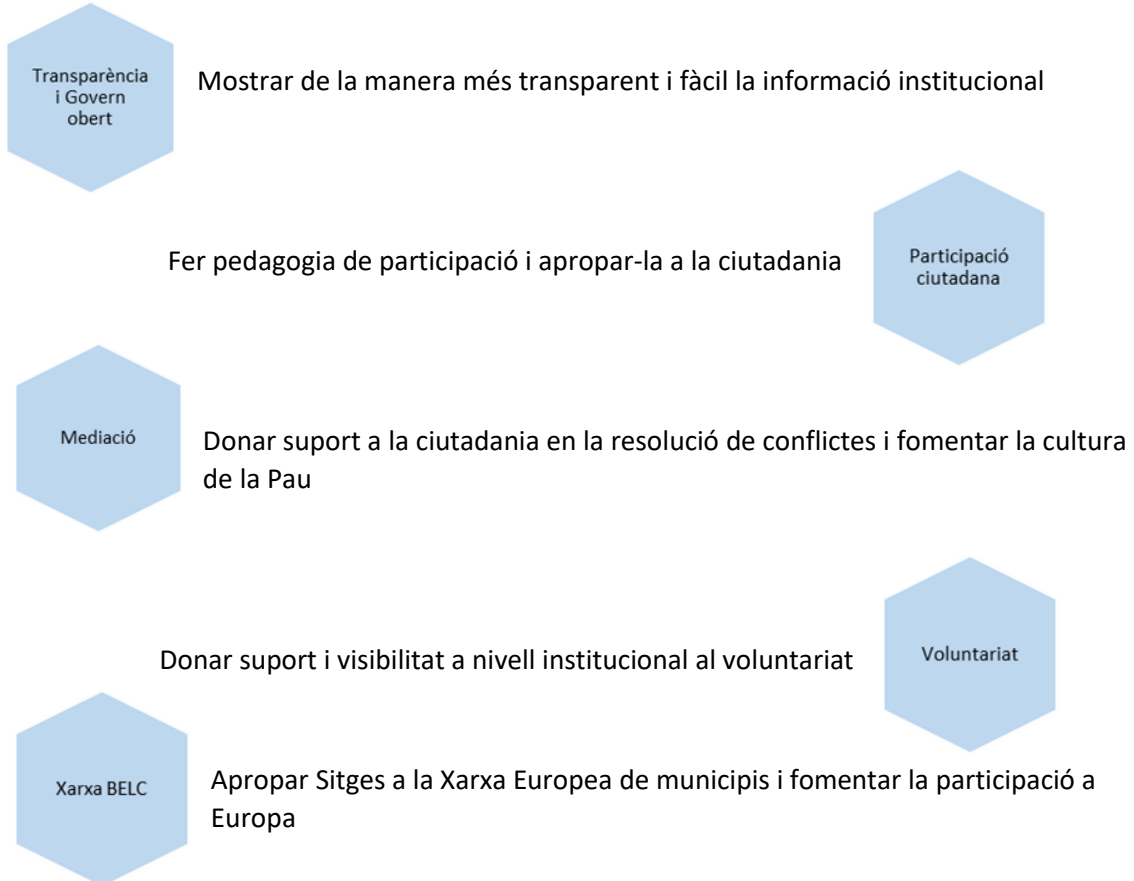 Transparència
i Govern
obert
Mostrar de la manera més transparent i fàcil la informació institucional
Fer pedagogia de participació i apropar-la a la ciutadania
Participació
ciutadana
Mediació
Donar suport a la ciutadania en la resolució de conflictes i fomentar la cultura
de la Pau
Donar suport i visibilitat a nivell institucional al voluntariat
Voluntariat
Xarxa BELC
Apropar Sitges a la Xarxa Europea de municipis i fomentar la participació a
Europa